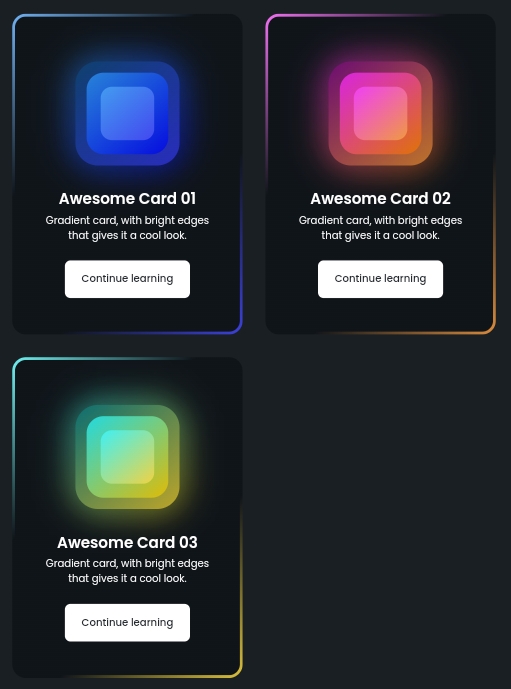 Awesome Card 01
Gradient card, with bright edges
that gives it a cool look.
Continue learning
Awesome Card 02
Gradient card, with bright edges
that gives it a cool look.
Continue learning
Awesome Card 03
Gradient card, with bright edges
that gives it a cool look.
Continue learning